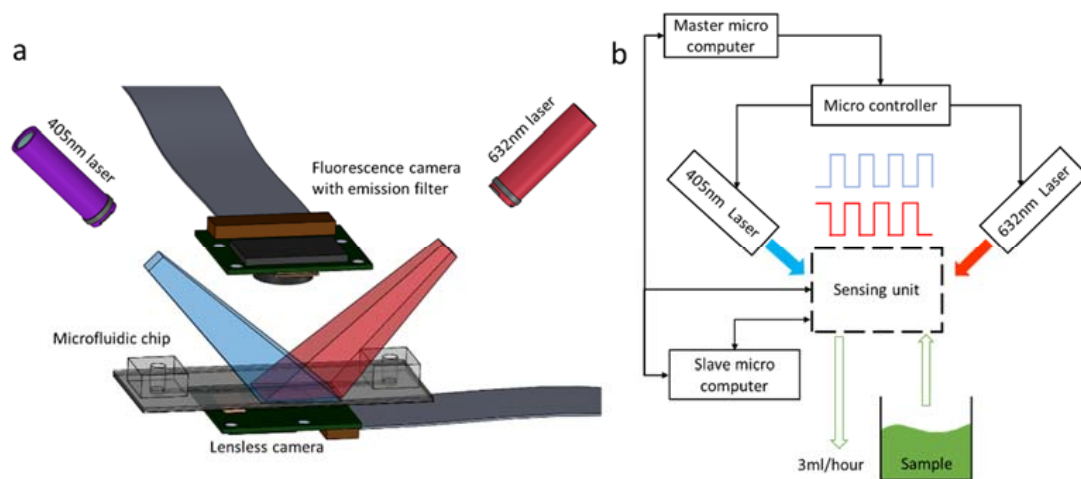 a
405nm laser
632nm laser
Fluorescence camera
with emission filter
Microfluidic chip
Lensless camera
b
Master micro
computer
Micro controller
405nm Laser
632nm Laser
Sensing unit
Slave micro
computer
3ml/hour
Sample